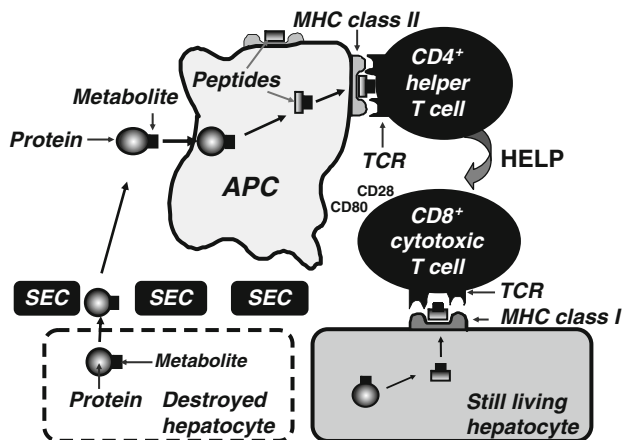 MHC class II
Peptides
CD4+
helper
T cell
Metabolite
Protein
TCR
HELP
APC
CD28
CD80
CD8+
cytotoxic
T cell
SEC SEC SEC
TCR
MHC class I
Metabolite
Protein
Destroyed
hepatocyte
Still living
hepatocyte